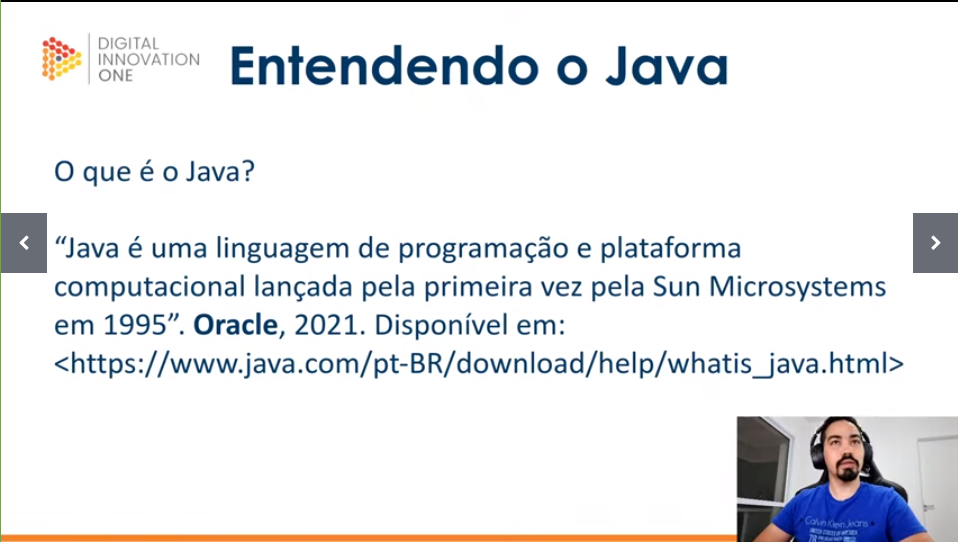 DIGITAL
INNOVATION
ONE
Entendendo o Java
O que é o Java?
“Java é uma linguagem de programação e plataforma
computacional lançada pela primeira vez pela Sun Microsystems
em 1995”. Oracle, 2021. Disponível em:
<https://www.java.com/pt-BR/download/help/whatis_java.html>
Calvin Klein Jeans